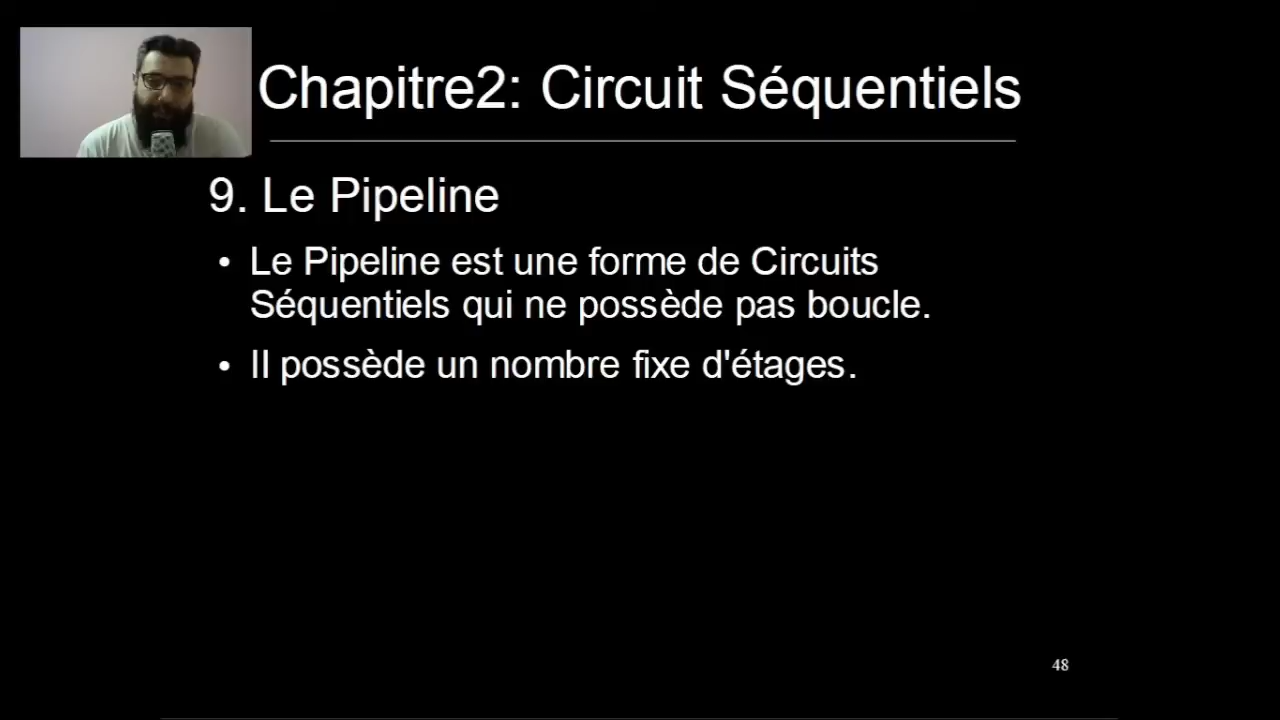 Chapitre2: Circuit Séquentiels
9. Le Pipeline
• Le Pipeline est une forme de Circuits
Séquentiels qui ne possède pas boucle.
• Il possède un nombre fixe d'étages.
48